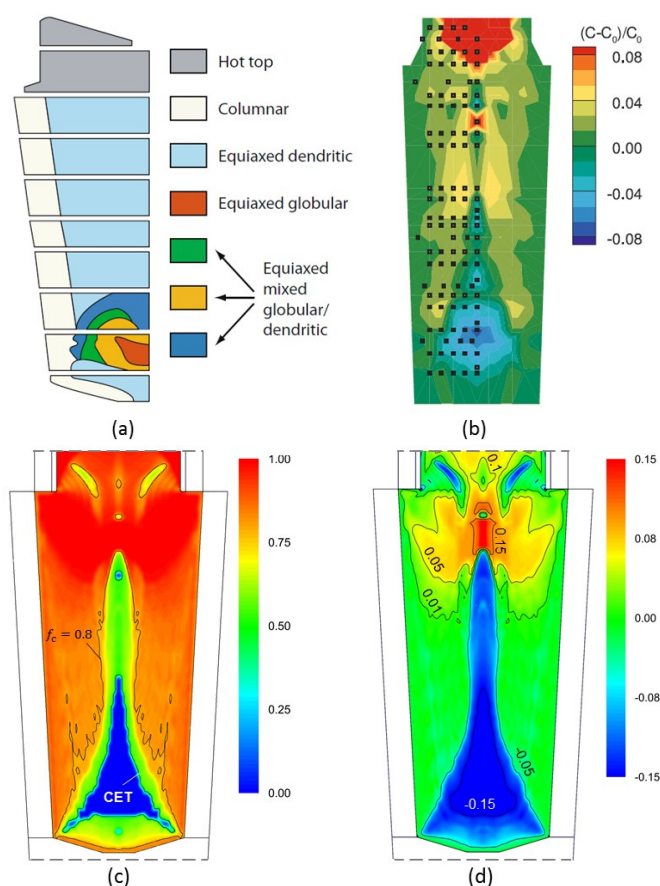 Hot top
Columnar
Equiaxed dendritic
Equiaxed globular
Equiaxed
mixed
globular/
dendritic
(a)
(C-C₀)/C₀
0.08
0.04
0.00
-0.04
-0.08
(b)
f_c = 0.8
CET
1.00
0.75
0.50
0.25
0.00
(c)
0.1
0.15
0.05
0.01
-0.05
-0.15
0.15
0.08
0.00
-0.08
-0.15
(d)